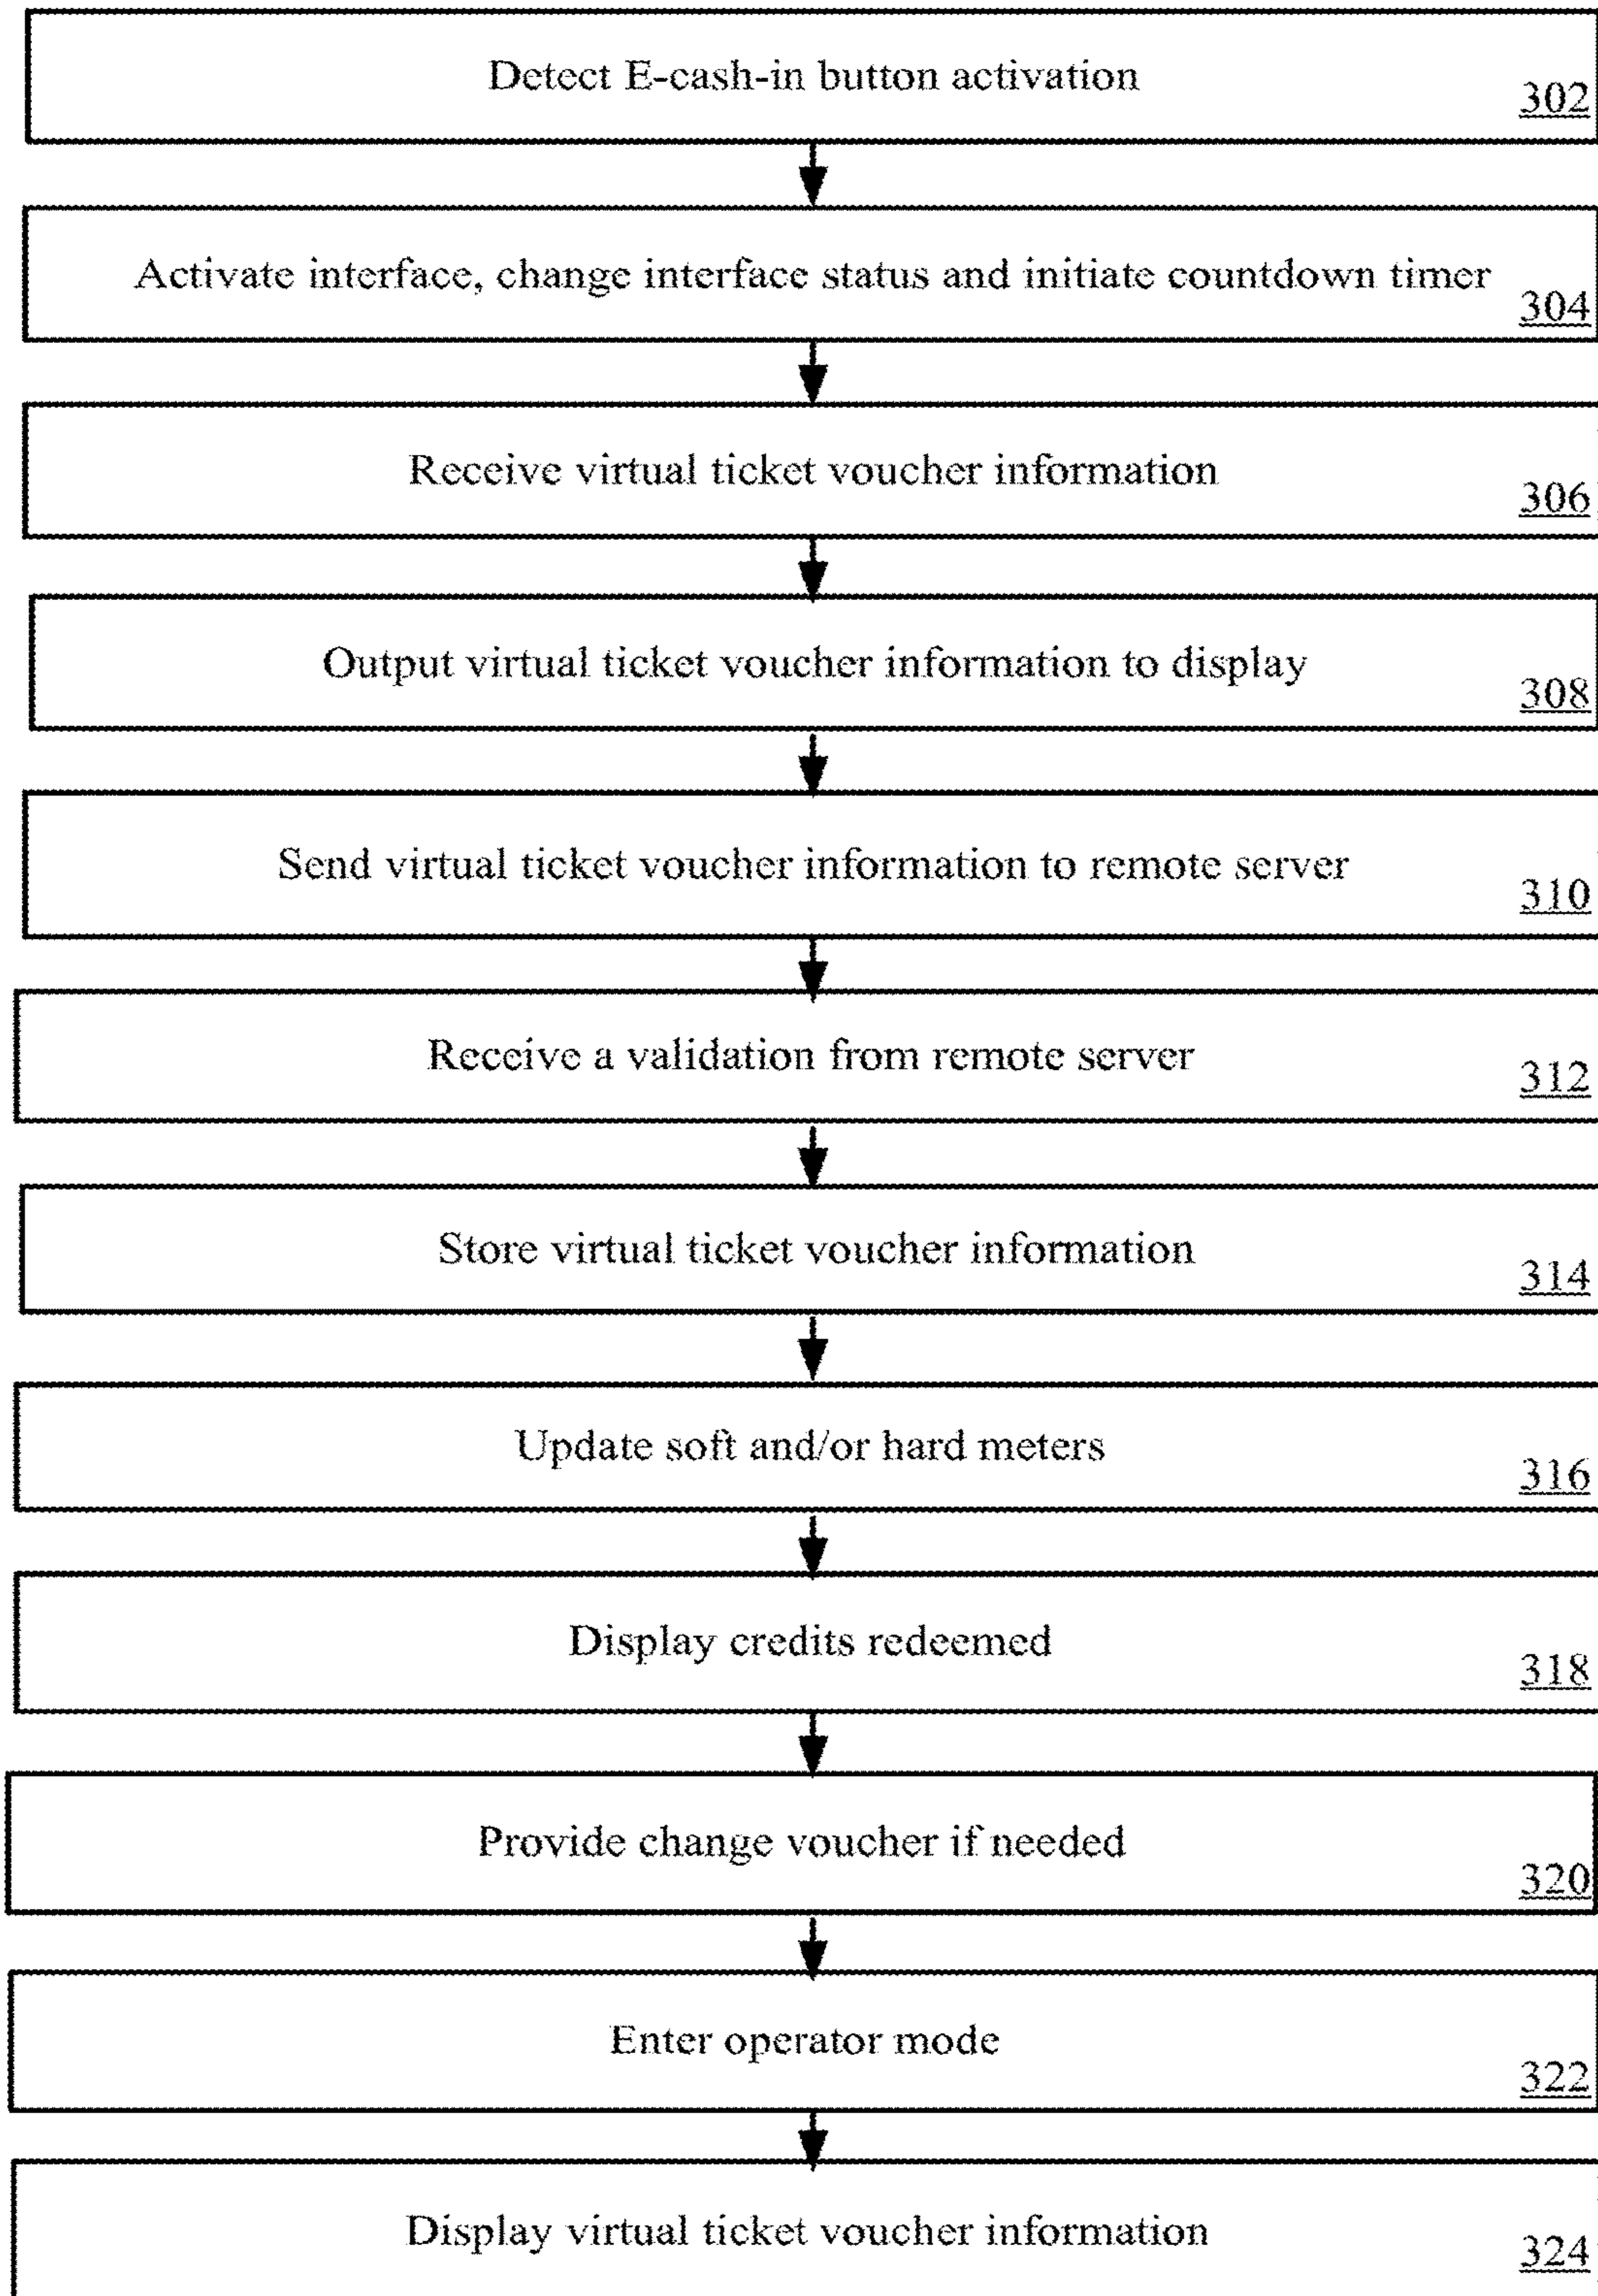 Detect E-cash-in button activation
302
Activate interface, change interface status and initiate countdown timer
304
Receive virtual ticket voucher information
306
Output virtual ticket voucher information to display
308
Send virtual ticket voucher information to remote server
310
Receive a validation from remote server
312
Store virtual ticket voucher information
314
Update soft and/or hard meters
316
Display credits redeemed
318
Provide change voucher if needed
320
Enter operator mode
322
Display virtual ticket voucher information
324